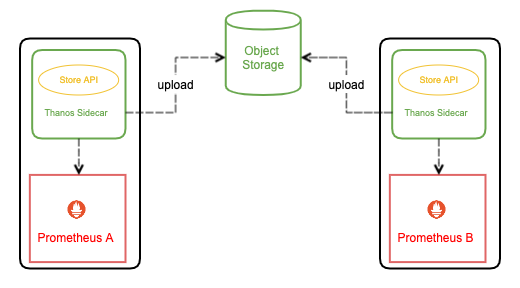 Object
Storage
Store API
Thanos Sidecar
upload
upload
Store API
Thanos Sidecar
Prometheus A
Prometheus B